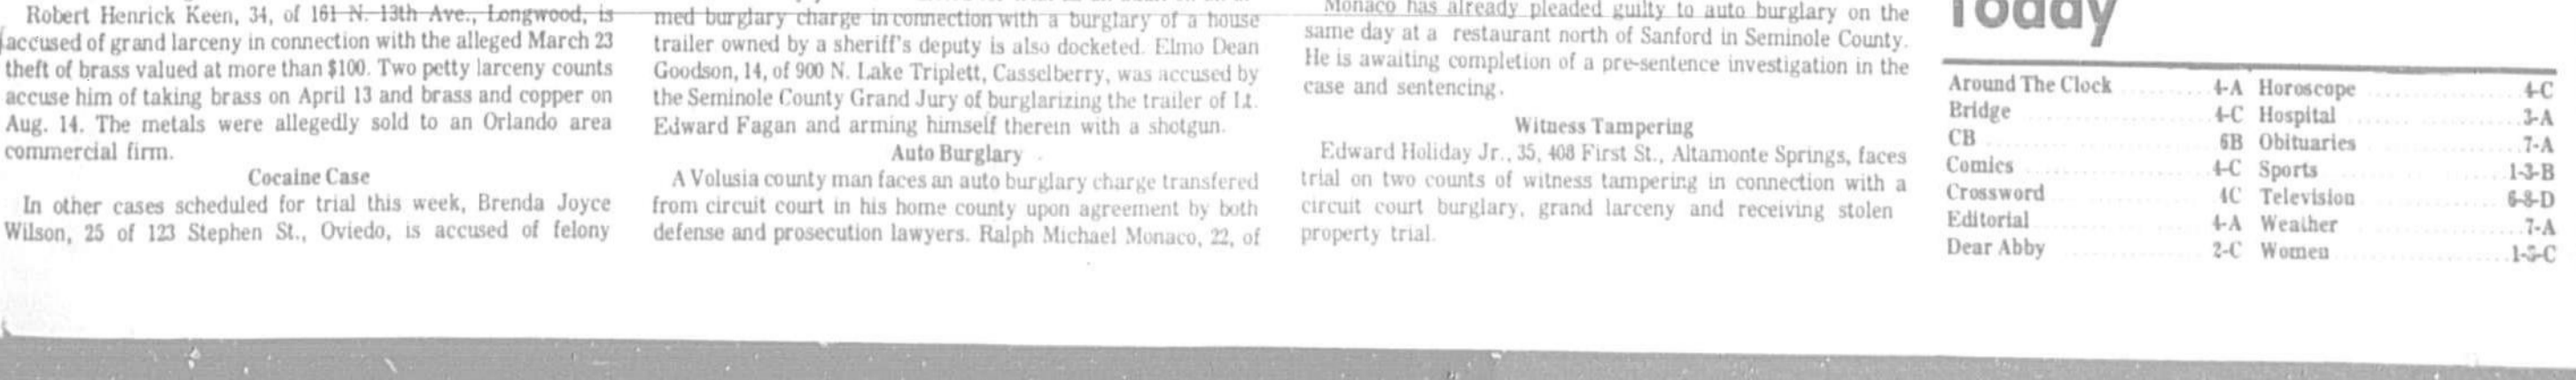 Robert Henrick Keen, 34, of 161 N. 13th Ave., Longwood, is
accused of grand larceny in connection with the alleged March 23
theft of brass valued at more than $100. Two petty larceny counts
accuse him of taking brass on April 13 and brass and copper on
Aug. 14. The metals were allegedly sold to an Orlando area
commercial firm.
Cocaine Case
In other cases scheduled for trial this week, Brenda Joyce
Wilson, 25 of 123 Stephen St., Oviedo, is accused of felony
med burglary charge in connection with a burglary of a house
trailer owned by a sheriff's deputy is also docketed. Elmo Dean
Goodson, 14, of 900 N. Lake Triplett, Casselberry, was accused by
the Seminole County Grand Jury of burglarizing the trailer of Lt.
Edward Fagan and arming himself therein with a shotgun.
Auto Burglary
A Volusia county man faces an auto burglary charge transfered
from circuit court in his home county upon agreement by both
defense and prosecution lawyers. Ralph Michael Monaco, 22, of
Monaco has already pleaded guilty to auto burglary on the
same day at a restaurant north of Sanford in Seminole County.
He is awaiting completion of a pre-sentence investigation in the
case and sentencing.
Witness Tampering
Edward Holiday Jr., 35, 408 First St., Altamonte Springs, faces
trial on two counts of witness tampering in connection with a
circuit court burglary, grand larceny and receiving stolen
property trial.
Today
Around The Clock 4-A Horoscope 4-C
Bridge 4-C Hospital 3-A
CB 6B Obituaries 7-A
Comics 4-C Sports 1-3-B
Crossword 4C Television 6-8-D
Editorial 4-A Weather 7-A
Dear Abby 2-C Women 1-5-C